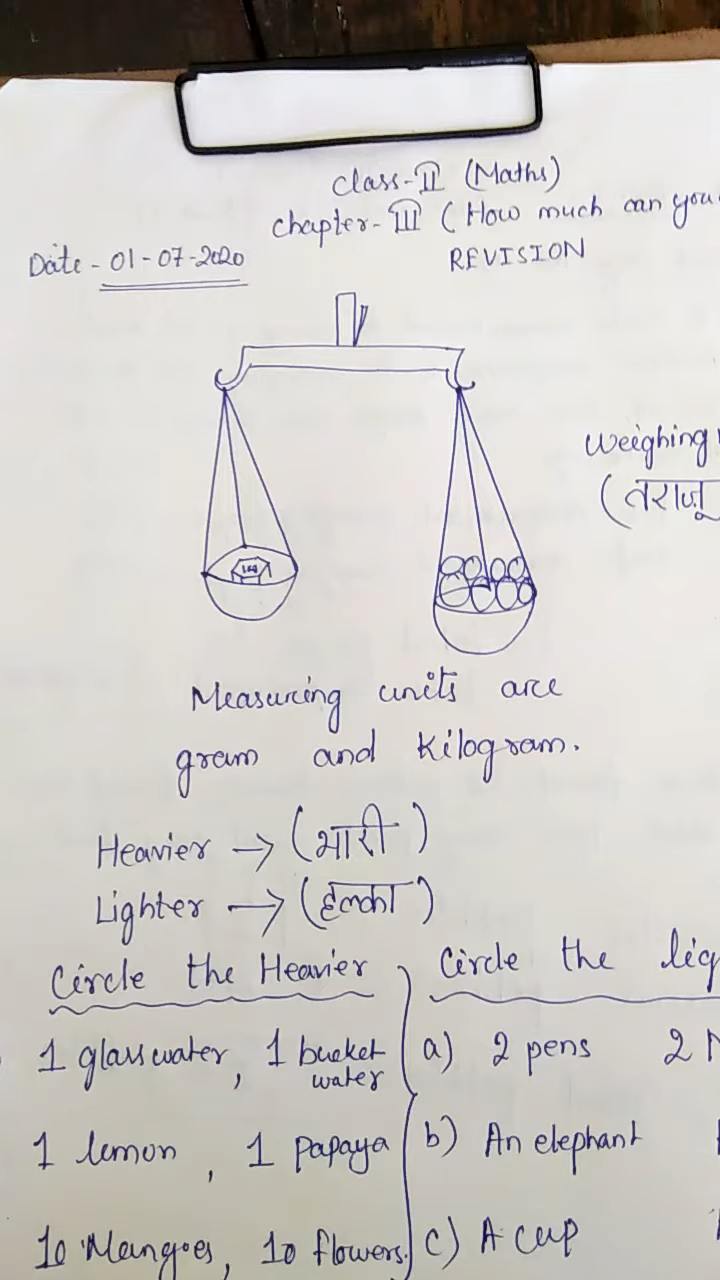 Class-II (Maths)
Chapter-III (How much can you
REVISION
Date - 01-07-2020
Weighing
(तराजू
Measuring units are
gram and kilogram.
Heavier → (भारी)
Lighter → (हल्का)
Circle the Heavier
1 glass water, 1 bucket water
1 lemon, 1 papaya
10 Mangoes, 10 flowers.
Circle the lig
a) 2 pens 2
b) An elephant
c) A cup